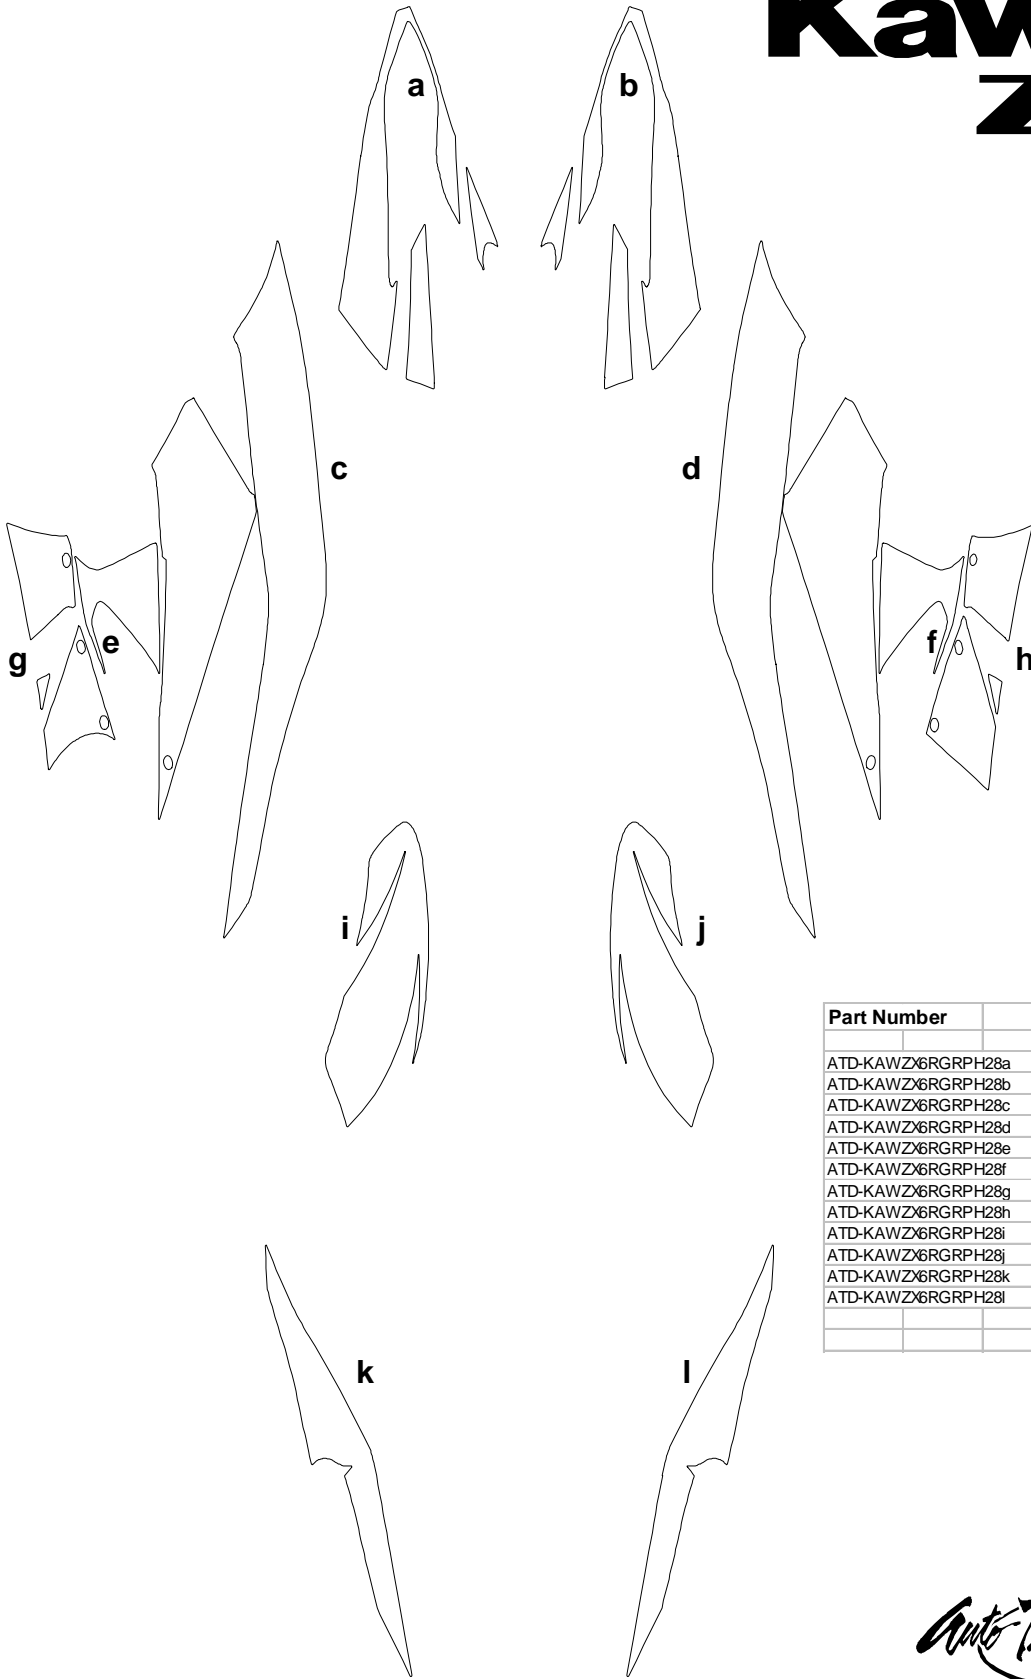 a
b
c
d
e
f
g
h
i
j
Part Number
ATD-KAWZX6RGRPH28a
ATD-KAWZX6RGRPH28b
ATD-KAWZX6RGRPH28c
ATD-KAWZX6RGRPH28d
ATD-KAWZX6RGRPH28e
ATD-KAWZX6RGRPH28f
ATD-KAWZX6RGRPH28g
ATD-KAWZX6RGRPH28h
ATD-KAWZX6RGRPH28i
ATD-KAWZX6RGRPH28j
ATD-KAWZX6RGRPH28k
ATD-KAWZX6RGRPH28l
k
l
Auto